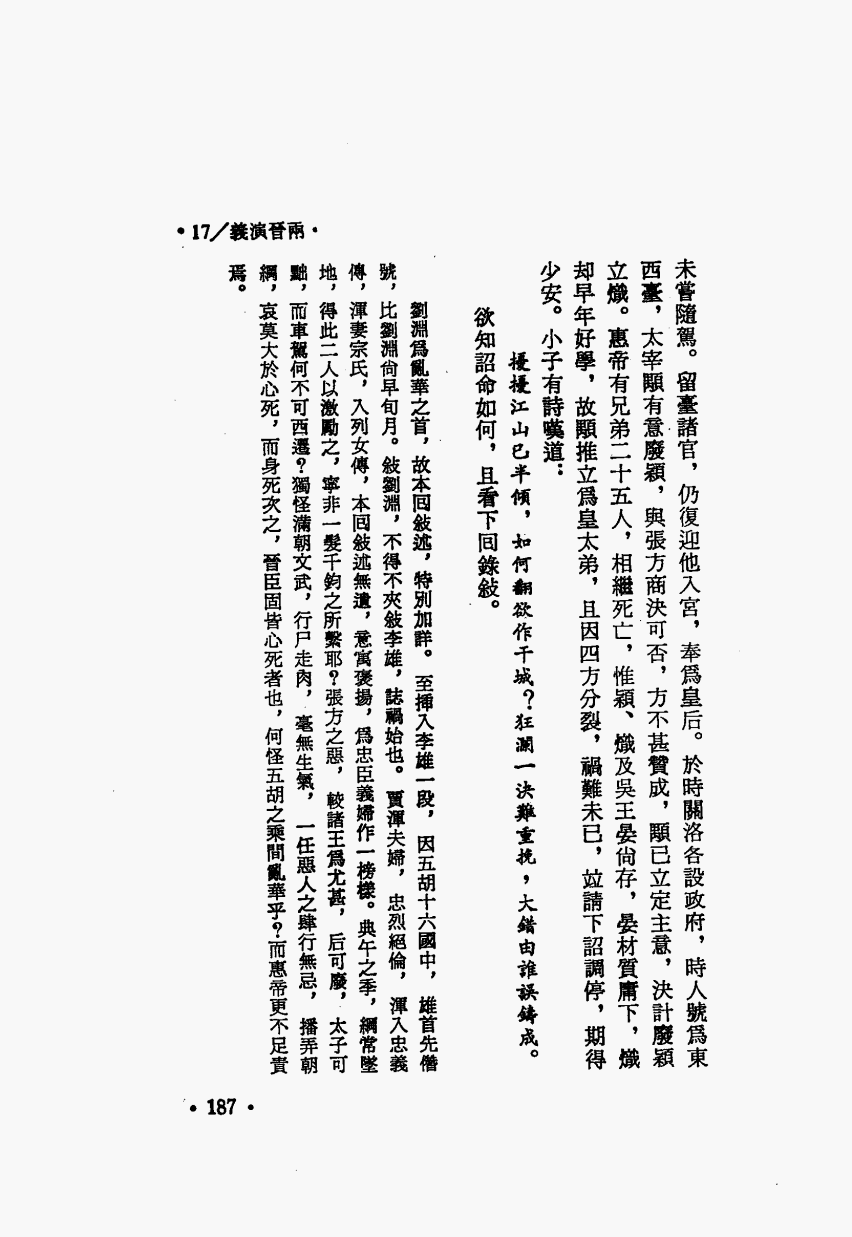 •17/義演晉兩•
未嘗隨駕。留臺諸官，仍復迎他入宮，奉爲皇后。於時關洛各設政府，時人號爲東
西臺，太宰顒有意廢穎，與張方商決可否，方不甚贊成，顒已立定主意，決計廢穎
立熾。惠帝有兄弟二十五人，相繼死亡，惟穎、熾及吳王晏尙存，晏材質庸下，熾
却早年好學，故顒推立爲皇太弟，且因四方分裂，禍難未已，竝請下詔調停，期得
少安。小子有詩嘆道：
擾擾江山已半傾，如何翻欲作干城？狂瀾一決難重挽，大錯由誰誤鑄成。
欲知詔命如何，且看下回錄敍。
劉淵爲亂華之首，故本回敍述，特別加詳。至揷入李雄一段，因五胡十六國中，雄首先僭
號，比劉淵尙早旬月。敍劉淵，不得不夾敍李雄，誌禍始也。賈渾夫婦，忠烈絕倫，渾入忠義
傳，渾妻宗氏，入列女傳，本回敍述無遺，意寓褒揚，爲忠臣義婦作一榜樣。典午之季，綱常墜
地，得此二人以激勵之，寧非一髮千鈞之所繫耶？張方之惡，較諸王爲尤甚，后可廢，太子可
黜，而車駕何不可西遷？獨怪滿朝文武，行尸走肉，毫無生氣，一任惡人之肆行無忌，播弄朝
綱，哀莫大於心死，而身死次之，晉臣固皆心死者也，何怪五胡之乘間亂華乎？而惠帝更不足責
焉。
• 187 •